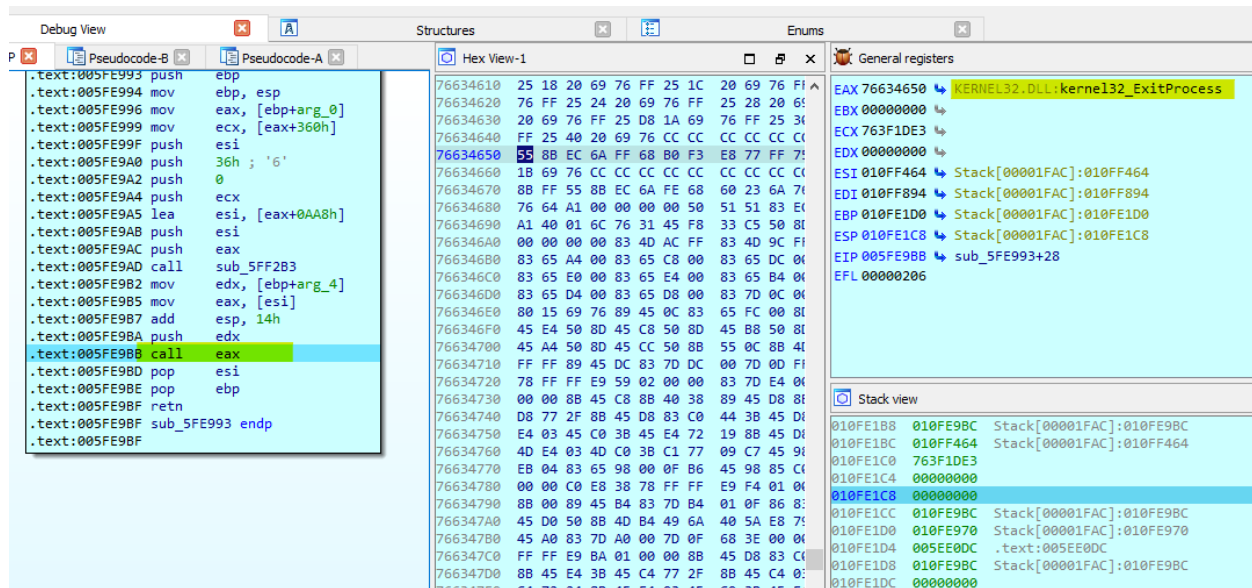 Debug View
Structures
Enums
P
Pseudocode-B
Pseudocode-A
Hex View-1
General registers
.text:005FE993 push ebp
.text:005FE994 mov ebp, esp
.text:005FE996 mov eax, [ebp+arg_0]
.text:005FE999 mov ecx, [eax+360h]
.text:005FE99F push esi
.text:005FE9A0 push 36h ; '6'
.text:005FE9A2 push 0
.text:005FE9A4 push ecx
.text:005FE9A5 lea esi, [eax+0AA8h]
.text:005FE9AB push esi
.text:005FE9AC push eax
.text:005FE9AD call sub_5FF2B3
.text:005FE9B2 mov edx, [ebp+arg_4]
.text:005FE9B5 mov eax, [esi]
.text:005FE9B7 add esp, 14h
.text:005FE9BA push edx
.text:005FE9BB call eax
.text:005FE9BD pop esi
.text:005FE9BE pop ebp
.text:005FE9BF retn
.text:005FE9BF sub_5FE993 endp
.text:005FE9BF
76634610 25 18 20 69 76 FF 25 1C 20 69 76
76634620 76 FF 25 24 20 69 76 FF 25 28 20
76634630 20 69 76 FF 25 D8 1A 69 76 FF 25
76634640 FF 25 40 20 69 76 CC CC CC CC CC
76634650 55 8B EC 6A FF 68 B0 F3 E8 77 FF
76634660 1B 69 76 CC CC CC CC CC CC CC CC
76634670 8B FF 55 8B EC 6A FE 68 60 23 6A
76634680 76 64 A1 00 00 00 00 50 51 51 83
76634690 A1 40 01 6C 76 31 45 F8 33 C5 50
766346A0 00 00 00 00 83 4D AC FF 83 4D 9C
766346B0 83 65 A4 00 83 65 C8 00 83 65 DC
766346C0 83 65 E0 00 83 65 E4 00 83 65 B4
766346D0 83 65 D4 00 83 65 D8 00 83 7D 0C
766346E0 80 15 69 76 89 45 0C 83 65 FC 00
766346F0 45 E4 50 8D 45 C8 50 8D 45 B8 50
76634700 45 A4 50 8D 45 CC 50 8B 55 0C 8B
76634710 FF FF 89 45 DC 83 7D DC 00 7D 0D
76634720 78 FF FF E9 59 02 00 00 83 7D E4
76634730 00 00 8B 45 C8 8B 40 38 89 45 D8
76634740 D8 77 2F 8B 45 D8 83 C0 44 3B 45
76634750 E4 03 45 C0 3B 45 E4 72 19 8B 45
76634760 4D E4 03 4D C0 3B C1 77 09 C7 45
76634770 EB 04 83 65 98 00 0F B6 45 98 85
76634780 00 00 C0 E8 38 78 FF FF E9 F4 01
76634790 8B 00 89 45 B4 83 7D B4 01 0F 86
766347A0 45 D0 50 8B 4D B4 49 6A 40 5A E8
766347B0 45 A0 83 7D A0 00 7D 0F 68 3E 00
766347C0 FF FF E9 BA 01 00 00 8B 45 D8 83
766347D0 8B 45 E4 3B 45 C4 77 2F 8B 45 C4
EAX 76634650 KERNEL32.DLL:kernel32_ExitProcess
EBX 00000000
ECX 763F1DE3
EDX 00000000
ESI 010FF464 Stack[00001FAC]:010FF464
EDI 010FF894 Stack[00001FAC]:010FF894
EBP 010FE1D0 Stack[00001FAC]:010FE1D0
ESP 010FE1C8 Stack[00001FAC]:010FE1C8
EIP 005FE9BB sub_5FE993+28
EFL 00000206
Stack view
010FE1B8 010FE9BC Stack[00001FAC]:010FE9BC
010FE1BC 010FF464 Stack[00001FAC]:010FF464
010FE1C0 763F1DE3
010FE1C4 00000000
010FE1C8 00000000
010FE1CC 010FE9BC Stack[00001FAC]:010FE9BC
010FE1D0 010FE970 Stack[00001FAC]:010FE970
010FE1D4 005EE0DC .text:005EE0DC
010FE1D8 010FE9BC Stack[00001FAC]:010FE9BC
010FE1DC 00000000